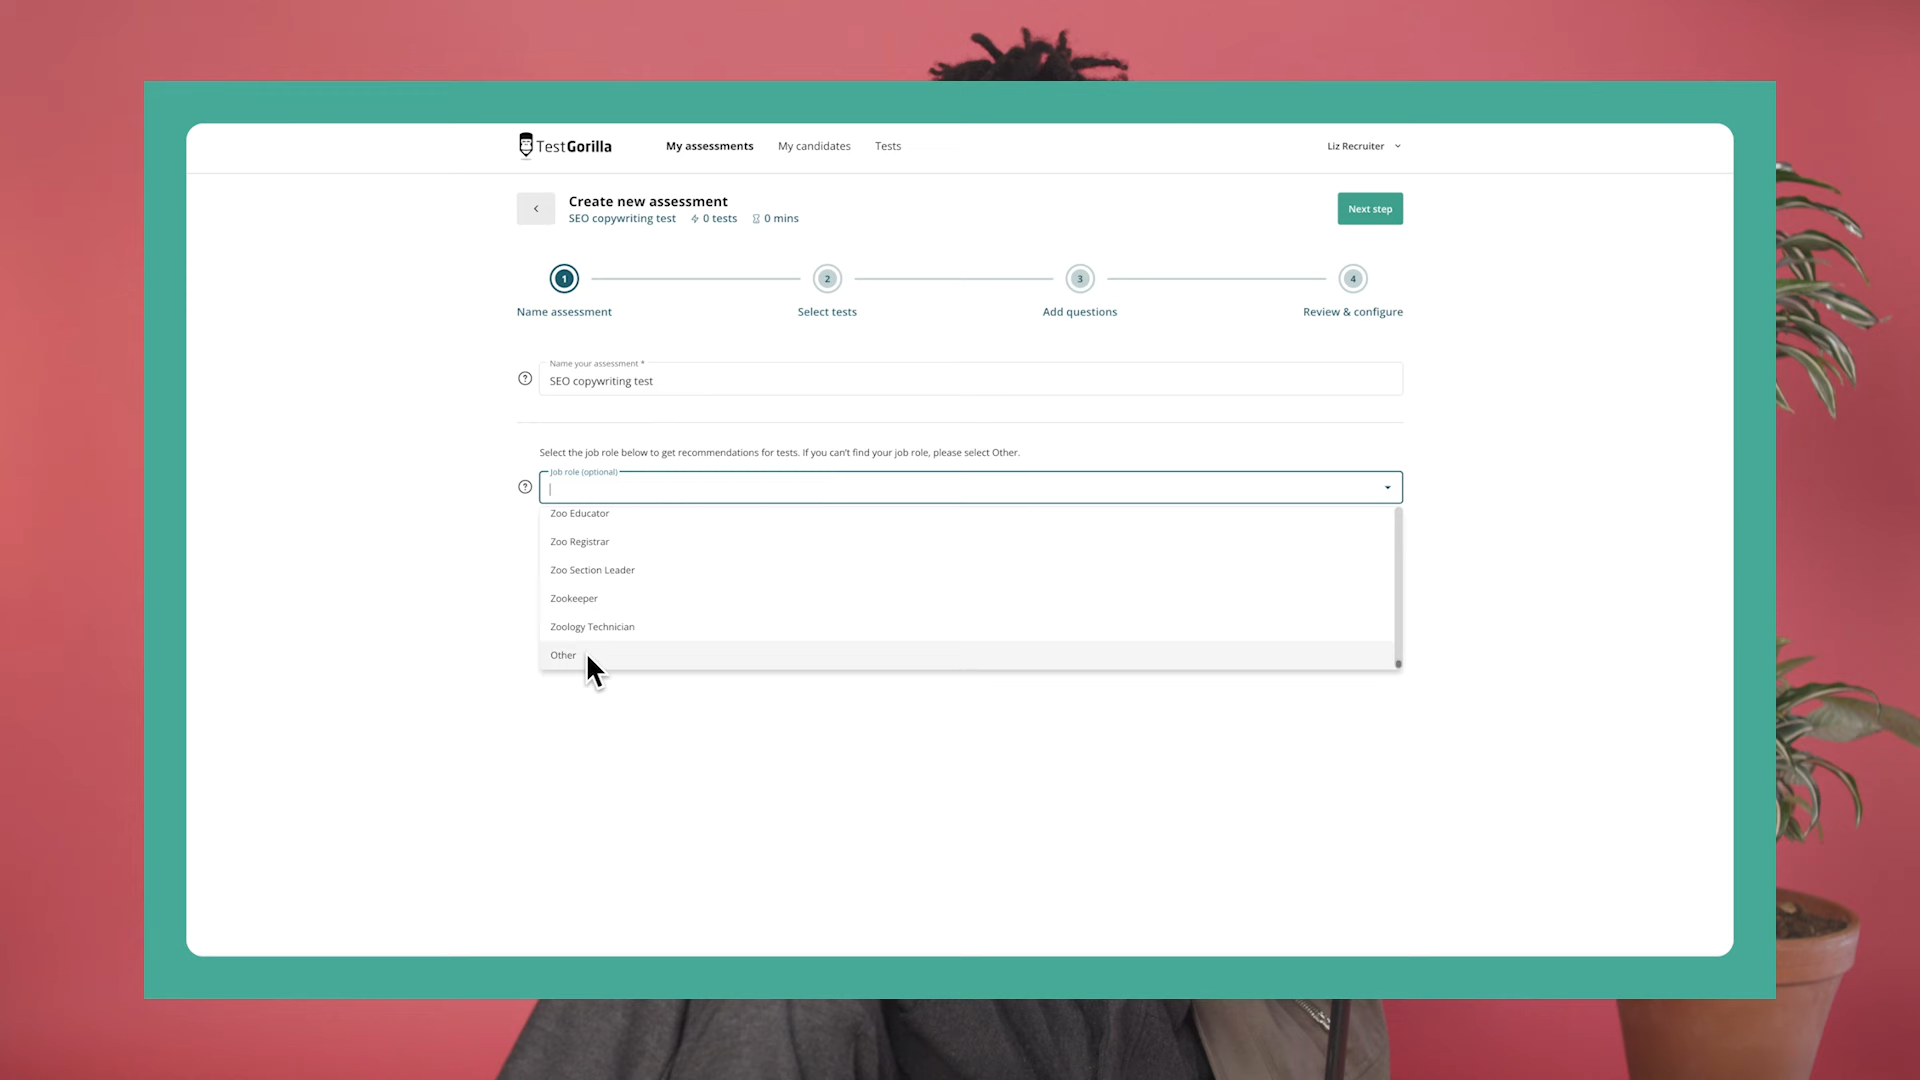 TestGorilla
My assessments
My candidates
Tests
Liz Recruiter
Create new assessment
SEO copywriting test
0 tests
0 mins
Next step
1
2
3
4
Name assessment
Select tests
Add questions
Review & configure
Name your assessment *
SEO copywriting test
Select the job role below to get recommendations for tests. If you can't find your job role, please select Other.
Job role (optional)
Zoo Educator
Zoo Registrar
Zoo Section Leader
Zookeeper
Zoology Technician
Other